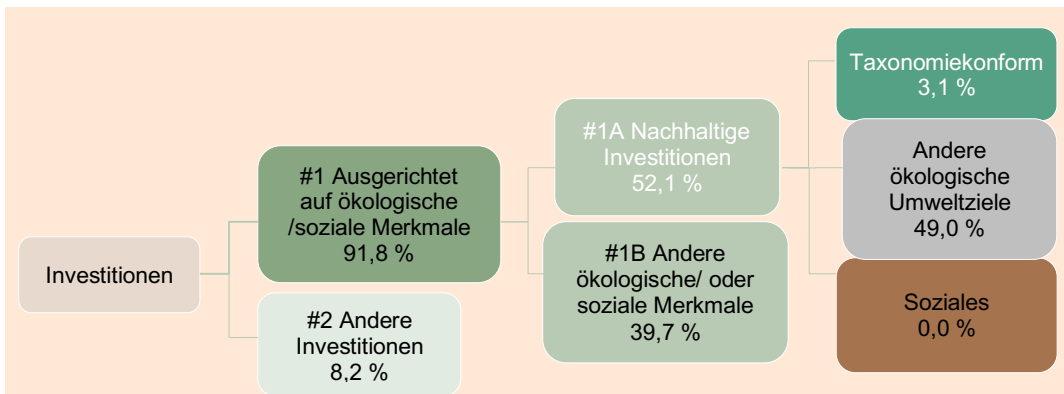 Investitionen
#1 Ausgerichtet
auf ökologische
/soziale Merkmale
91,8 %
#2 Andere
Investitionen
8,2 %
#1A Nachhaltige
Investitionen
52,1 %
#1B Andere
ökologische/ oder
soziale Merkmale
39,7 %
Taxonomiekonform
3,1 %
Andere
ökologische
Umweltziele
49,0 %
Soziales
0,0 %